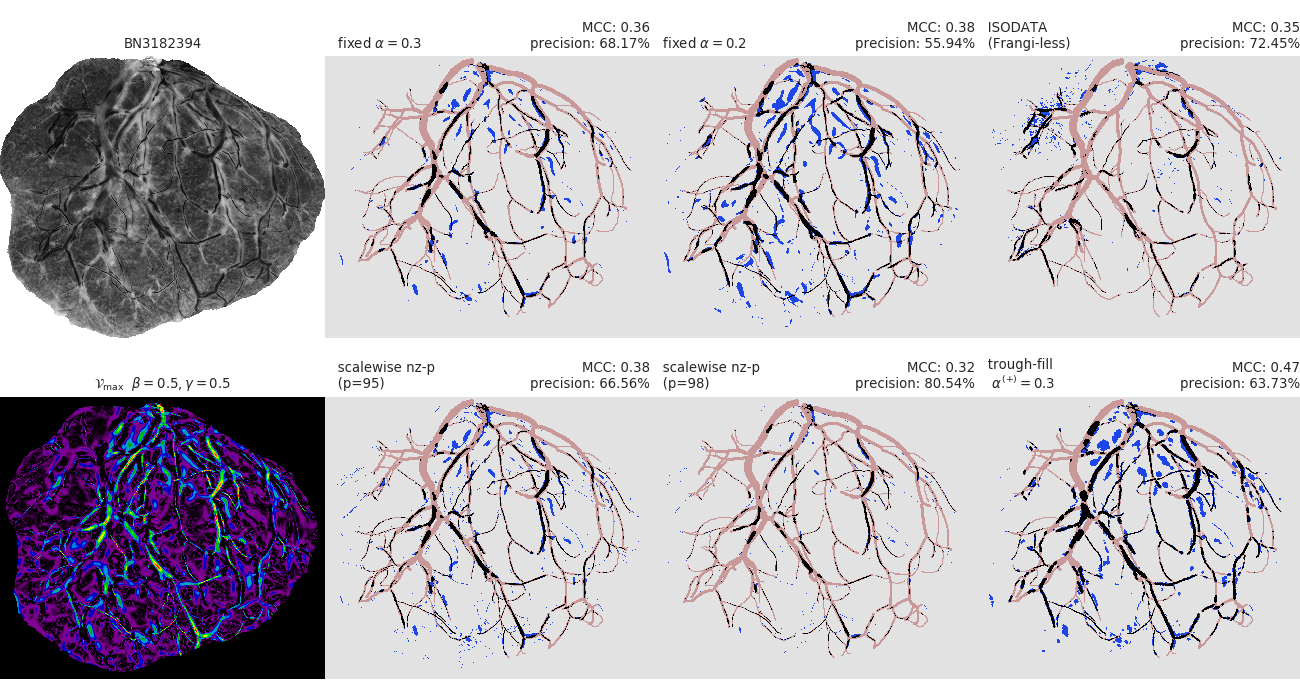 BN3182394
fixed α = 0.3
MCC: 0.36
precision: 68.17%
fixed α = 0.2
MCC: 0.38
precision: 55.94%
ISODATA
(Frangi-less)
MCC: 0.35
precision: 72.45%
𝒱max β = 0.5, γ = 0.5
scalewise nz-p
(p=95)
MCC: 0.38
precision: 66.56%
scalewise nz-p
(p=98)
MCC: 0.32
precision: 80.54%
trough-fill
α(+) = 0.3
MCC: 0.47
precision: 63.73%